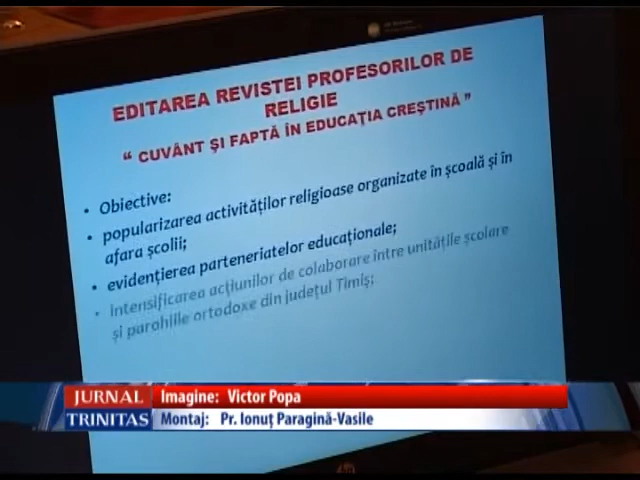 EDITAREA REVISTEI PROFESORILOR DE
RELIGIE
“ CUVÂNT ŞI FAPTĂ ÎN EDUCAŢIA CREŞTINĂ ”
• Obiective:
• popularizarea activităţilor religioase organizate în şcoală şi în
afara şcolii;
• evidenţierea parteneriatelor educaţionale;
• intensificarea acţiunilor de colaborare între unităţile şcolare
şi parohiile ortodoxe din judeţul Timiş;
JURNAL
TRINITAS
Imagine: Victor Popa
Montaj: Pr. Ionuţ Paragină-Vasile
hp